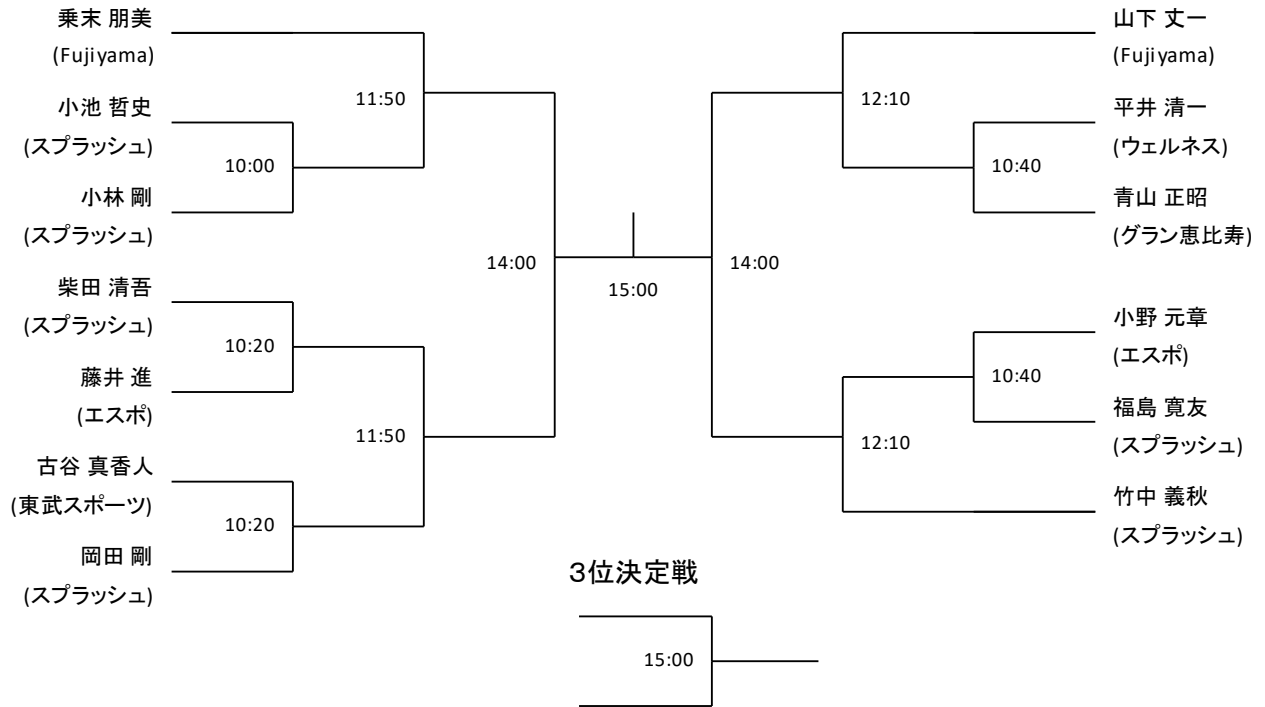 乗末 朋美
(Fujiyama)
小池 哲史
(スプラッシュ)
小林 剛
(スプラッシュ)
柴田 清吾
(スプラッシュ)
藤井 進
(エスポ)
古谷 真香人
(東武スポーツ)
岡田 剛
(スプラッシュ)
11:50
10:00
10:20
11:50
10:20
14:00
15:00
14:00
12:10
10:40
10:40
12:10
山下 丈一
(Fujiyama)
平井 清一
(ウェルネス)
青山 正昭
(グラン恵比寿)
小野 元章
(エスポ)
福島 寛友
(スプラッシュ)
竹中 義秋
(スプラッシュ)
3位決定戦
15:00